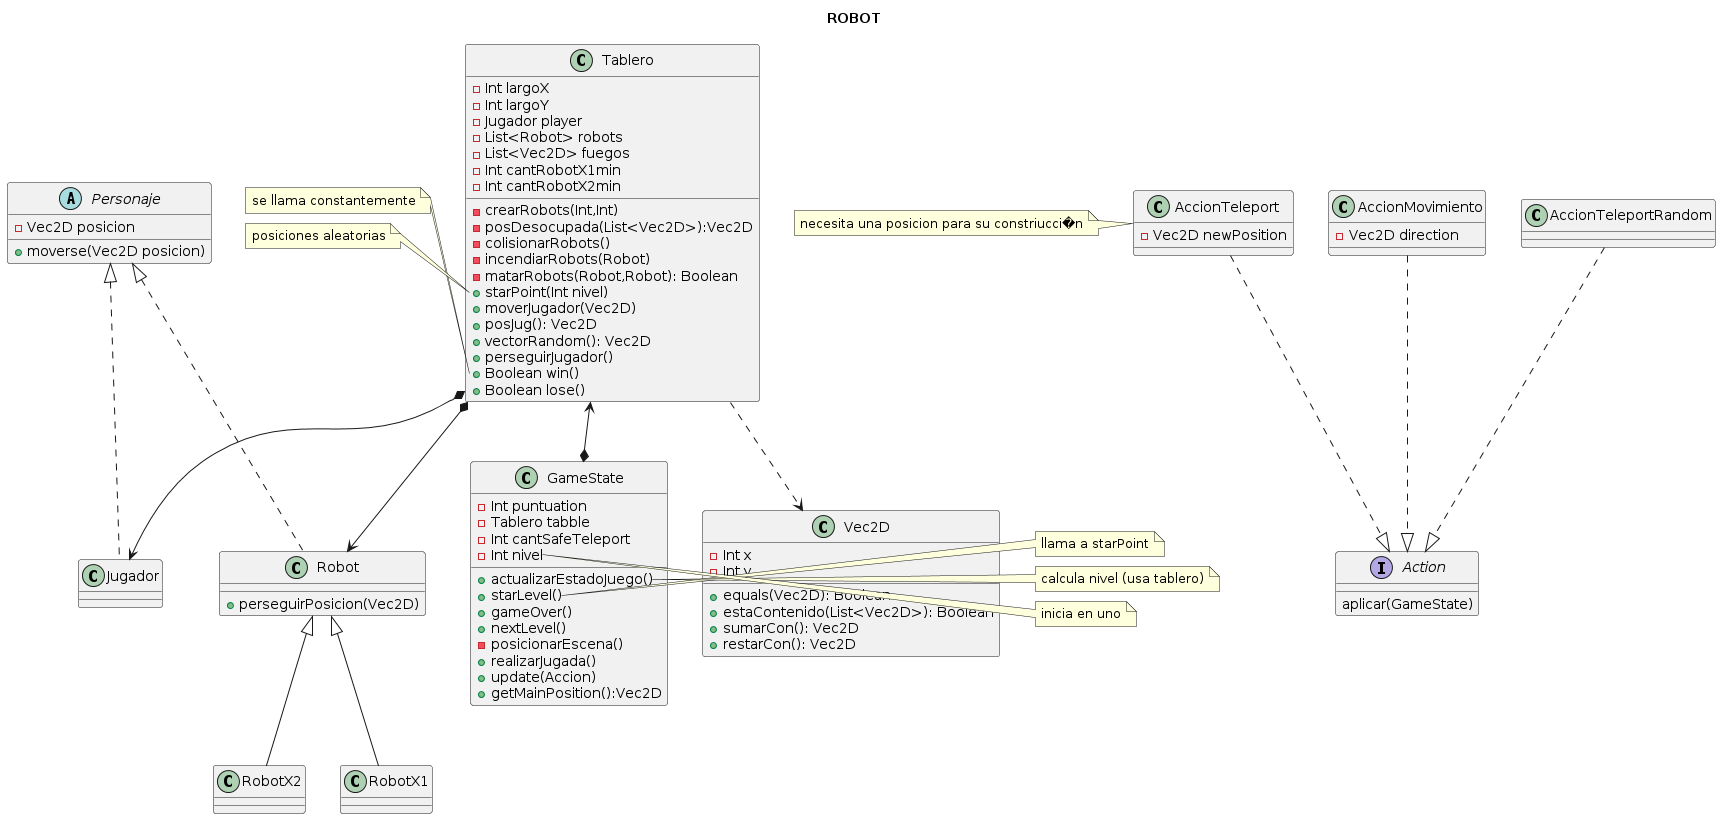 ROBOT
C Tablero
Int largoX
Int largoY
Jugador player
List<Robot> robots
List<Vec2D> fuegos
Int cantRobotX1min
Int cantRobotX2min
crearRobots(Int,Int)
posDesocupada(List<Vec2D>):Vec2D
colisionarRobots()
incendiarRobots(Robot)
matarRobots(Robot,Robot): Boolean
starPoint(Int nivel)
moverJugador(Vec2D)
posJug(): Vec2D
vectorRandom(): Vec2D
perseguirJugador()
Boolean win()
Boolean lose()
A Personaje
Vec2D posicion
moverse(Vec2D posicion)
se llama constantemente
posiciones aleatorias
necesita una posicion para su constriucci�n
C AccionTeleport
Vec2D newPosition
C AccionMovimiento
Vec2D direction
C AccionTeleportRandom
C Jugador
C Robot
perseguirPosicion(Vec2D)
C GameState
Int puntuation
Tablero tabble
Int cantSafeTeleport
Int nivel
actualizarEstadoJuego()
starLevel()
gameOver()
nextLevel()
posicionarEscena()
realizarJugada()
update(Accion)
getMainPosition():Vec2D
C Vec2D
Int x
Int y
equals(Vec2D): Boolean
estaContenido(List<Vec2D>): Boolean
sumarCon(): Vec2D
restarCon(): Vec2D
llama a starPoint
calcula nivel (usa tablero)
inicia en uno
I Action
aplicar(GameState)
C RobotX2
C RobotX1